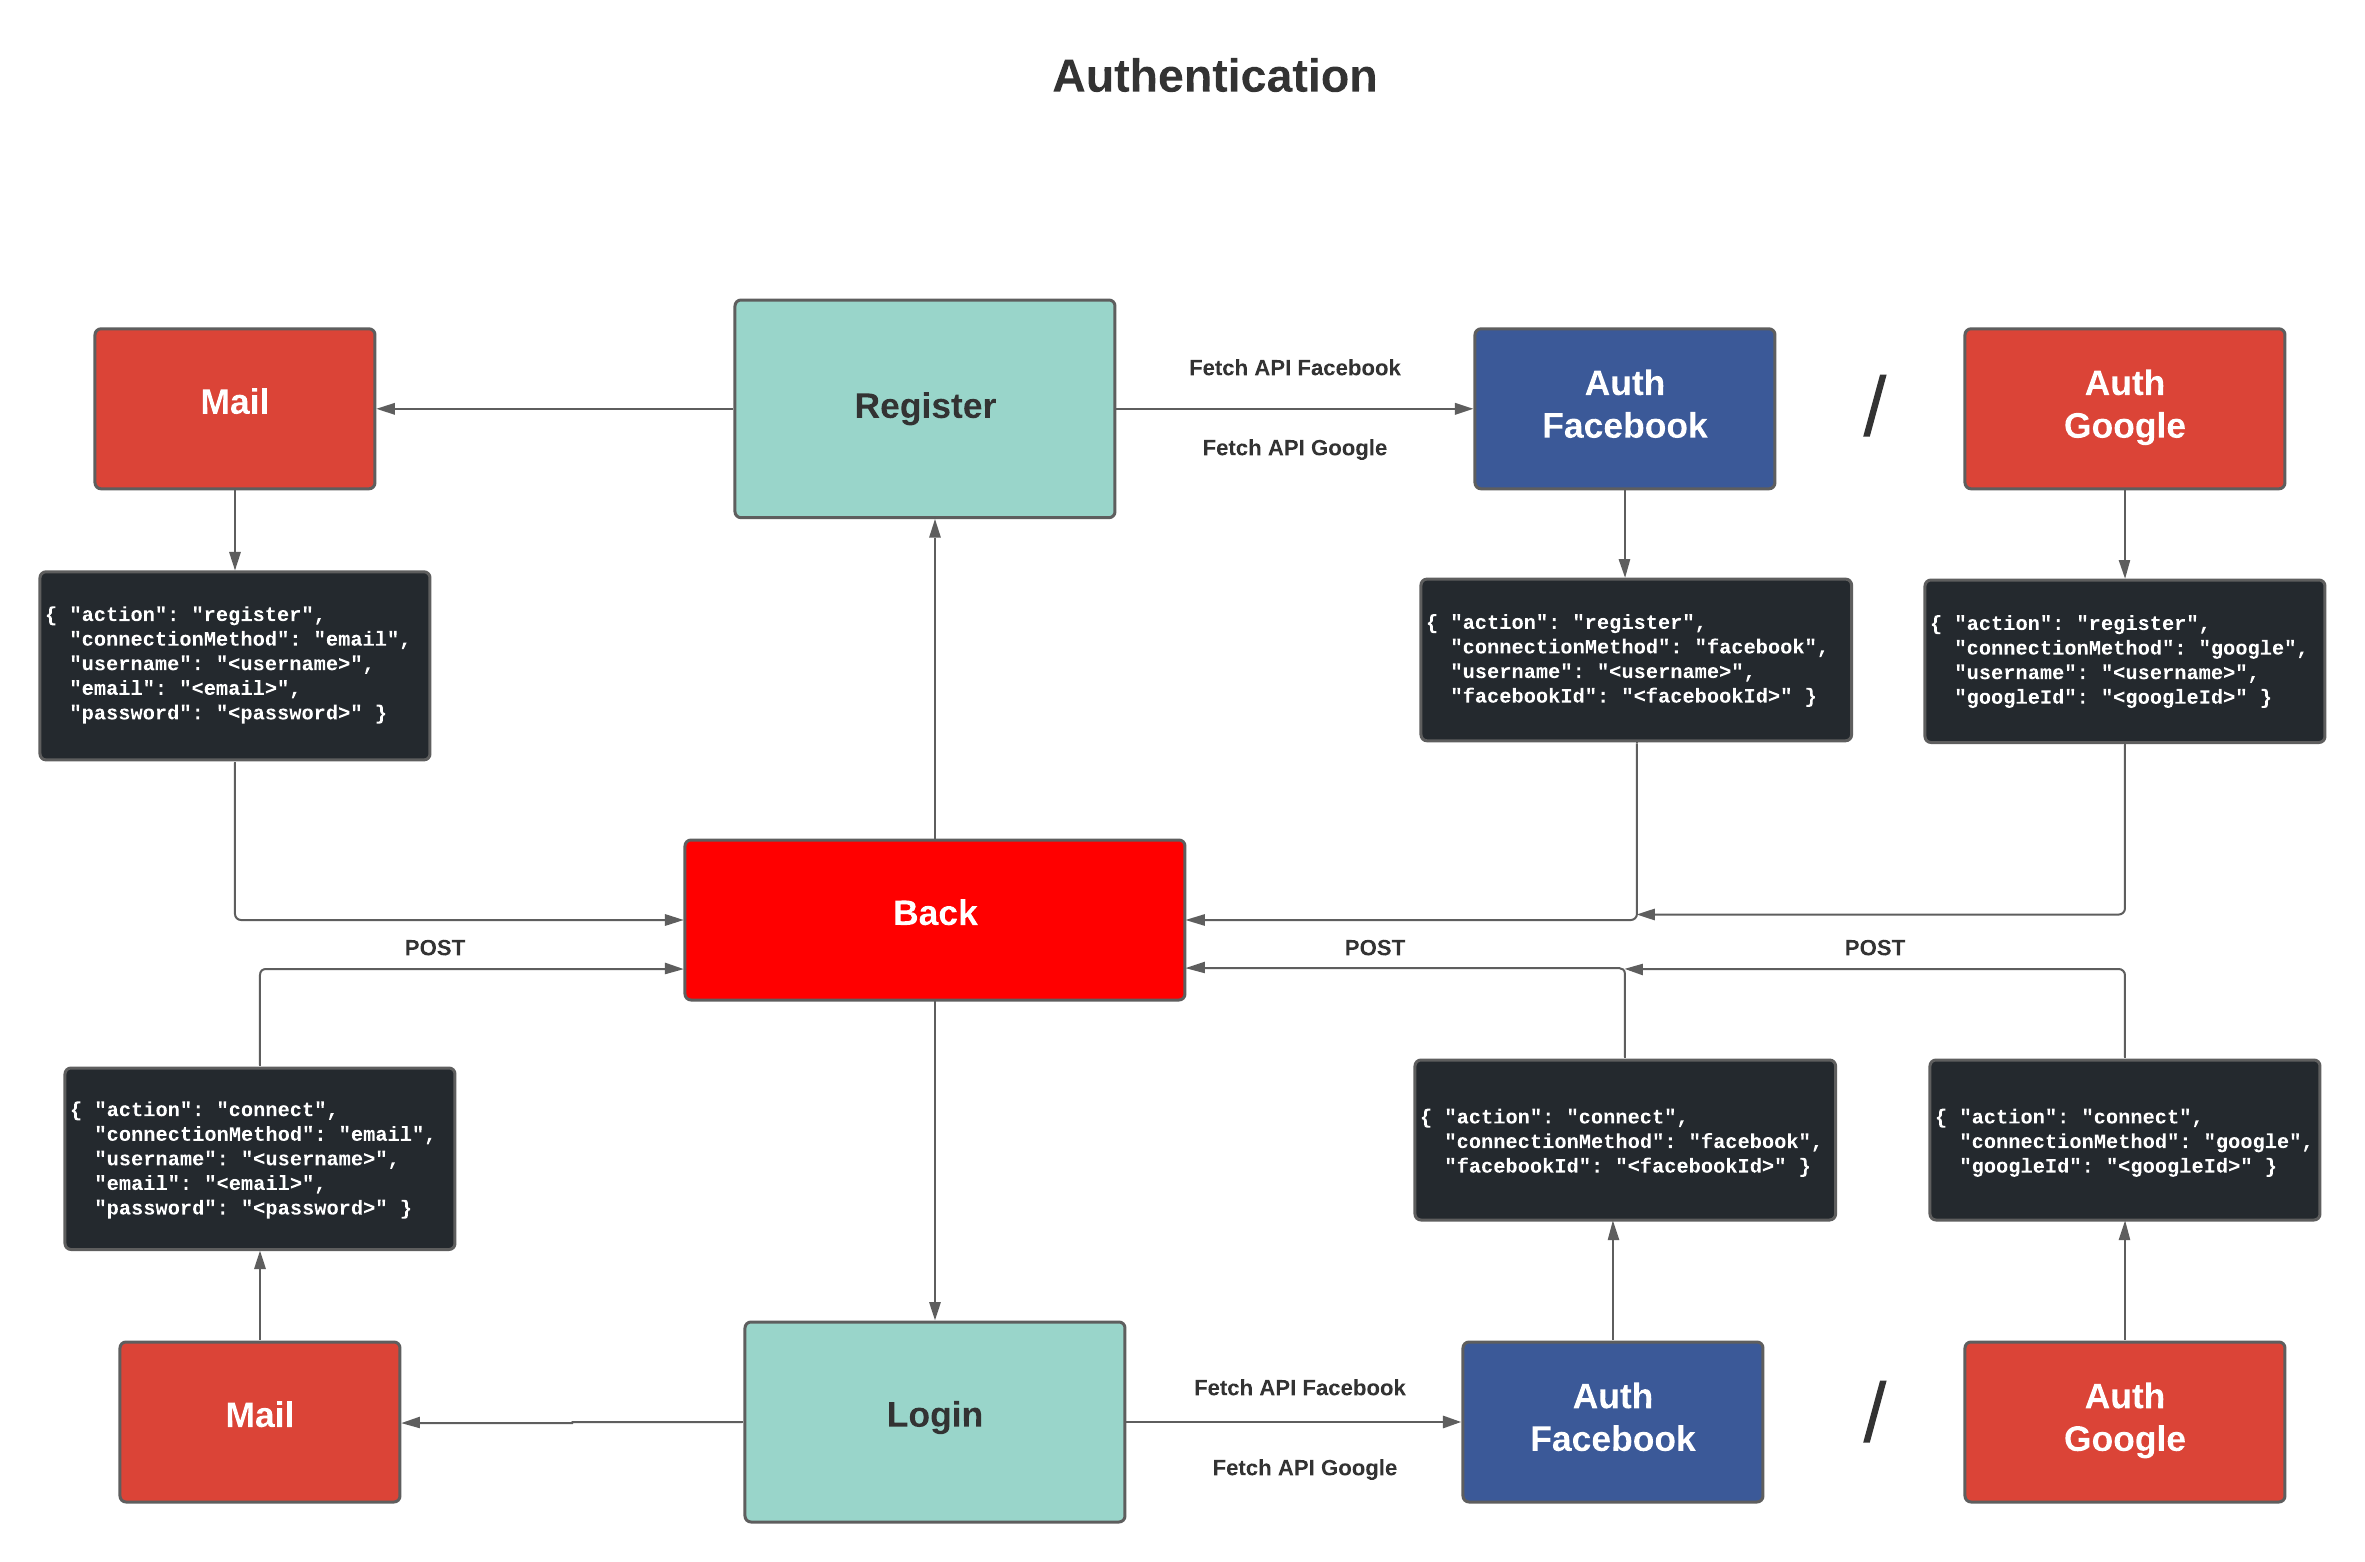 Authentication
Mail
Register
Fetch API Facebook
Fetch API Google
Auth
Facebook
/
Auth
Google
{ "action": "register",
"connectionMethod": "email",
"username": "<username>",
"email": "<email>",
"password": "<password>" }
{ "action": "register",
"connectionMethod": "facebook",
"username": "<username>",
"facebookId": "<facebookId>" }
{ "action": "register",
"connectionMethod": "google",
"username": "<username>",
"googleId": "<googleId>" }
Back
POST
POST
POST
{ "action": "connect",
"connectionMethod": "email",
"username": "<username>",
"email": "<email>",
"password": "<password>" }
{ "action": "connect",
"connectionMethod": "facebook",
"facebookId": "<facebookId>" }
{ "action": "connect",
"connectionMethod": "google",
"googleId": "<googleId>" }
Mail
Login
Fetch API Facebook
Fetch API Google
Auth
Facebook
/
Auth
Google